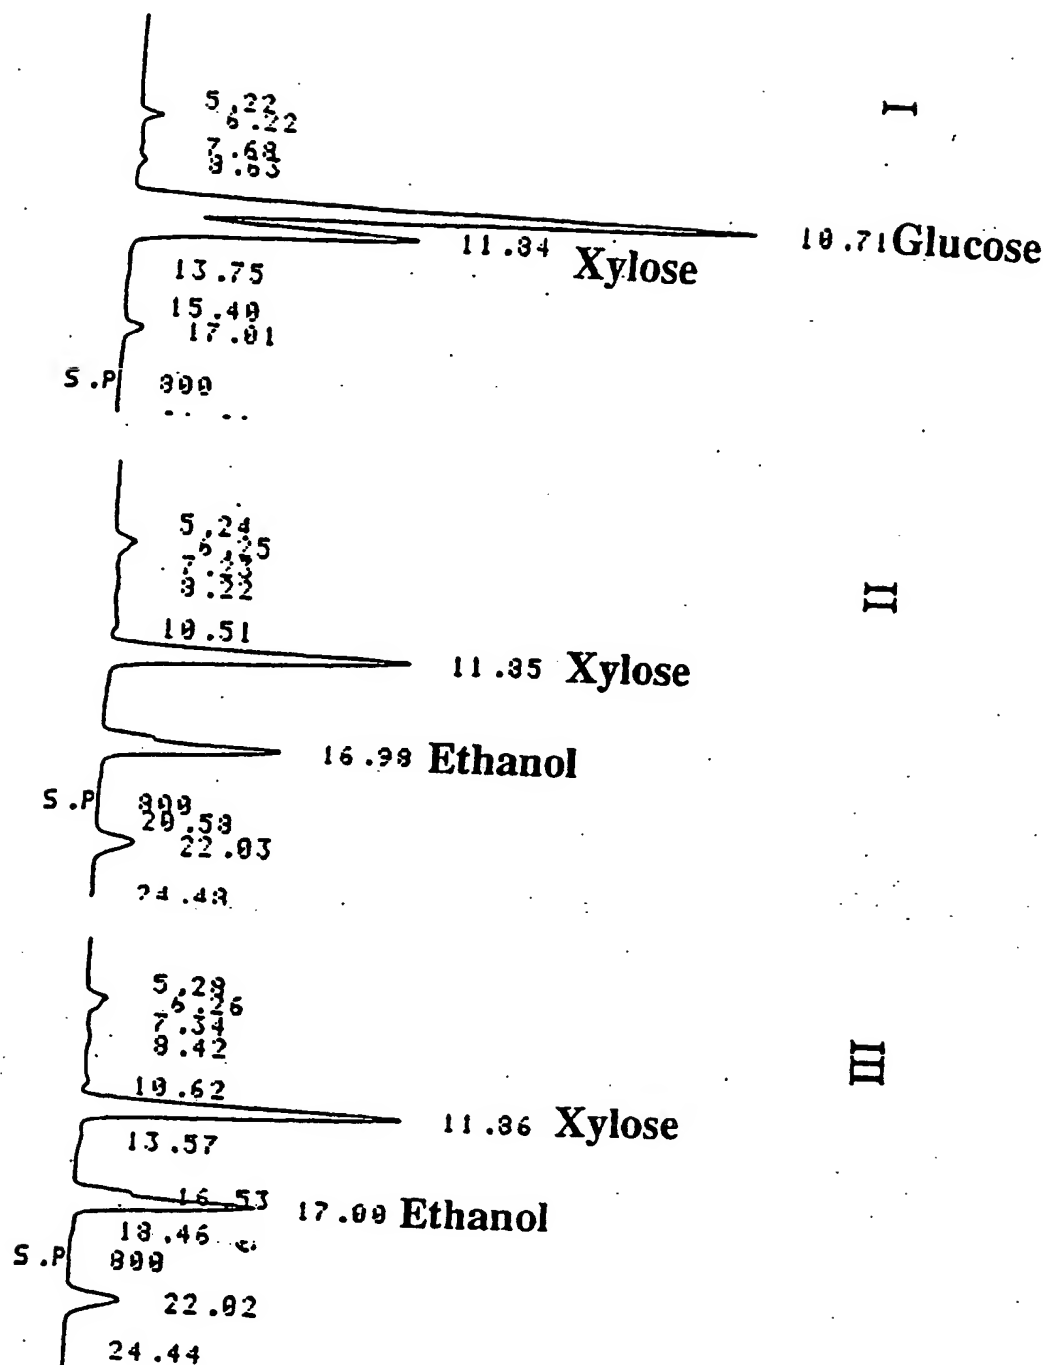 I
5.22
6.22
7.68
8.63
10.71 Glucose
11.84 Xylose
13.75
15.40
17.01
S.P 800
II
5.24
6.25
7.23
8.22
10.51
11.85 Xylose
16.98 Ethanol
S.P 800
20.58
22.03
24.48
III
5.28
6.26
7.34
8.42
10.62
11.86 Xylose
13.57
16.53
17.00 Ethanol
18.46
S.P 800
22.02
24.44